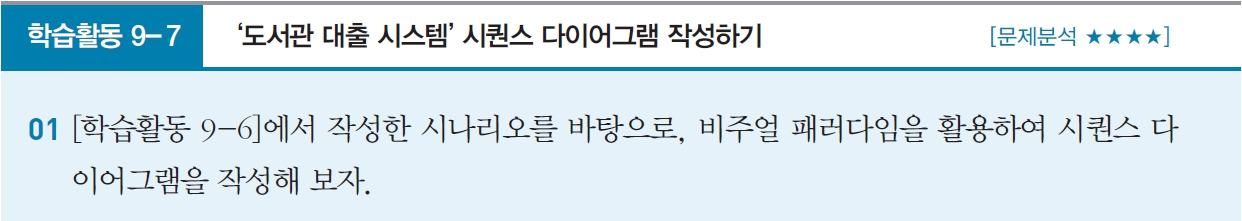 학습활동 9-7 '도서관 대출 시스템' 시퀀스 다이어그램 작성하기 [문제분석 ★★★★]
01 [학습활동 9-6]에서 작성한 시나리오를 바탕으로, 비주얼 패러다임을 활용하여 시퀀스 다
이어그램을 작성해 보자.